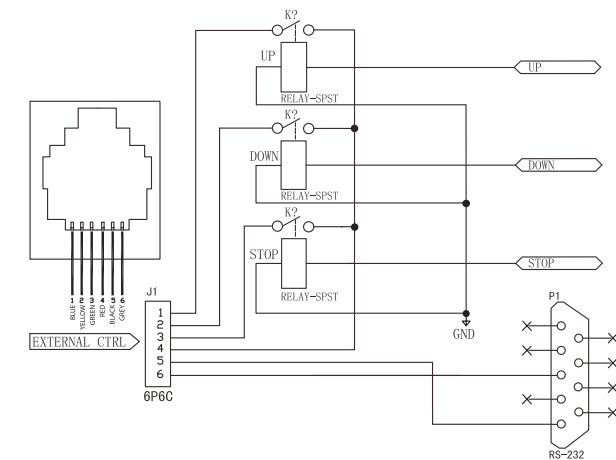 K?
UP
RELAY-SPST
UP
K?
DOWN
RELAY-SPST
DOWN
K?
STOP
RELAY-SPST
STOP
GND
1 2 3 4 5 6
BLUE
YELLOW
GREEN
RED
BLACK
GREY
EXTERNAL CTRL
J1
1
2
3
4
5
6
6P6C
P1
RS-232